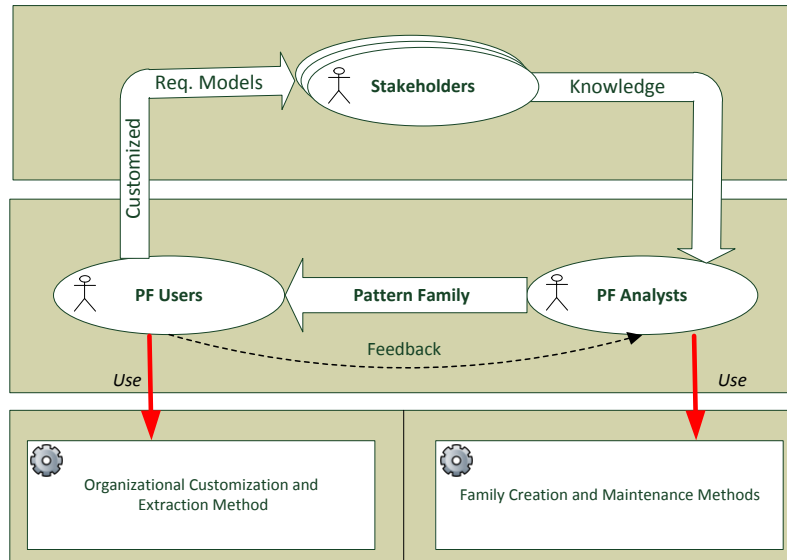 Req. Models
Stakeholders
Knowledge
Customized
PF Users
Pattern Family
PF Analysts
Feedback
Use
Use
Organizational Customization and
Extraction Method
Family Creation and Maintenance Methods